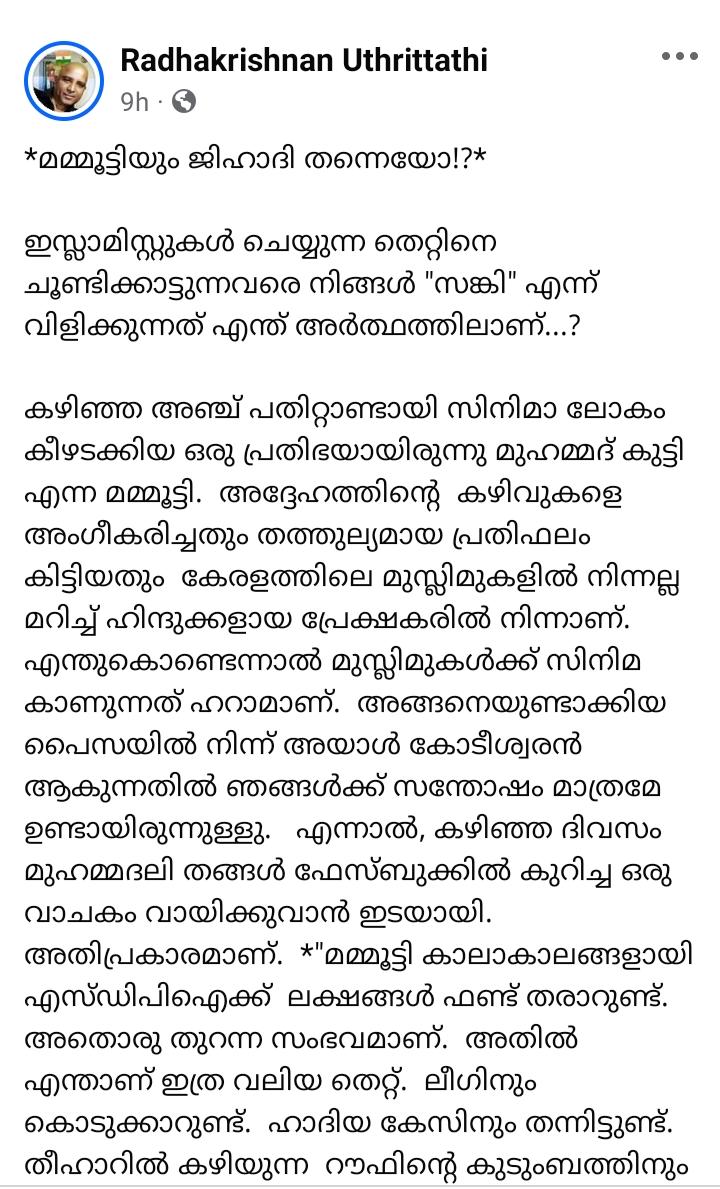 Radhakrishnan Uthrittathi
9h ·
*മമ്മൂട്ടിയും ജിഹാദി തന്നെയോ!?*
ഇസ്ലാമിസ്റ്റുകൾ ചെയ്യുന്ന തെറ്റിനെ
ചൂണ്ടിക്കാട്ടുന്നവരെ നിങ്ങൾ "സങ്കി" എന്ന്
വിളിക്കുന്നത് എന്ത് അർത്ഥത്തിലാണ്...?
കഴിഞ്ഞ അഞ്ച് പതിറ്റാണ്ടായി സിനിമാ ലോകം
കീഴടക്കിയ ഒരു പ്രതിഭയായിരുന്നു മുഹമ്മദ് കുട്ടി
എന്ന മമ്മൂട്ടി.  അദ്ദേഹത്തിന്റെ  കഴിവുകളെ
അംഗീകരിച്ചതും തത്തുല്യമായ പ്രതിഫലം
കിട്ടിയതും  കേരളത്തിലെ മുസ്ലിമുകളിൽ നിന്നല്ല
മറിച്ച് ഹിന്ദുക്കളായ പ്രേക്ഷകരിൽ നിന്നാണ്.
എന്തുകൊണ്ടെന്നാൽ മുസ്ലിമുകൾക്ക് സിനിമ
കാണുന്നത് ഹറാമാണ്.  അങ്ങനെയുണ്ടാക്കിയ
പൈസയിൽ നിന്ന് അയാൾ കോടീശ്വരൻ
ആകുന്നതിൽ ഞങ്ങൾക്ക് സന്തോഷം മാത്രമേ
ഉണ്ടായിരുന്നുള്ളു.   എന്നാൽ, കഴിഞ്ഞ ദിവസം
മുഹമ്മദലി തങ്ങൾ ഫേസ്ബുക്കിൽ കുറിച്ച ഒരു
വാചകം വായിക്കുവാൻ ഇടയായി.
അതിപ്രകാരമാണ്.  *"മമ്മൂട്ടി കാലാകാലങ്ങളായി
എസ്ഡിപിഐക്ക്  ലക്ഷങ്ങൾ ഫണ്ട് തരാറുണ്ട്.
അതൊരു തുറന്ന സംഭവമാണ്.  അതിൽ
എന്താണ് ഇത്ര വലിയ തെറ്റ്.  ലീഗിനും
കൊടുക്കാറുണ്ട്.  ഹാദിയ കേസിനും തന്നിട്ടുണ്ട്.
തീഹാറിൽ കഴിയുന്ന  റൗഫിന്റെ കുടുംബത്തിനും